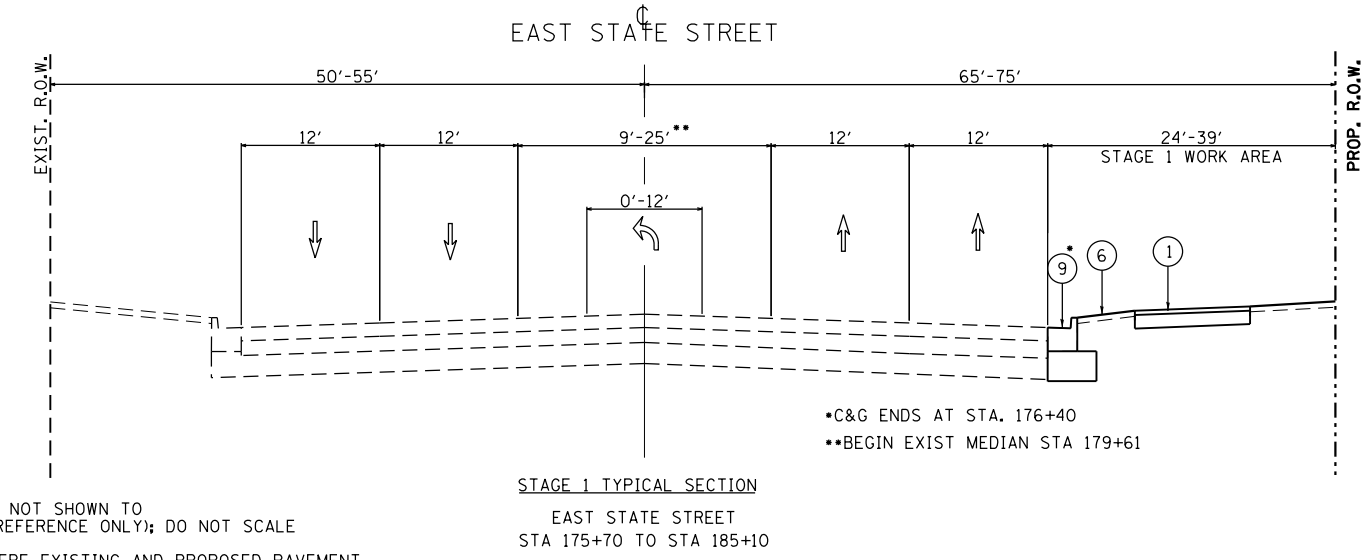 ℄
EAST STATE STREET
EXIST. R.O.W.
50'-55'
65'-75'
PROP. R.O.W.
12'
12'
9'-25'**
12'
12'
24'-39'
STAGE 1 WORK AREA
0'-12'
9*
6
1
*C&G ENDS AT STA. 176+40
**BEGIN EXIST MEDIAN STA 179+61
STAGE 1 TYPICAL SECTION
EAST STATE STREET
STA 175+70 TO STA 185+10
NOT SHOWN TO
REFERENCE ONLY); DO NOT SCALE
EXISTING AND PROPOSED PAVEMENT